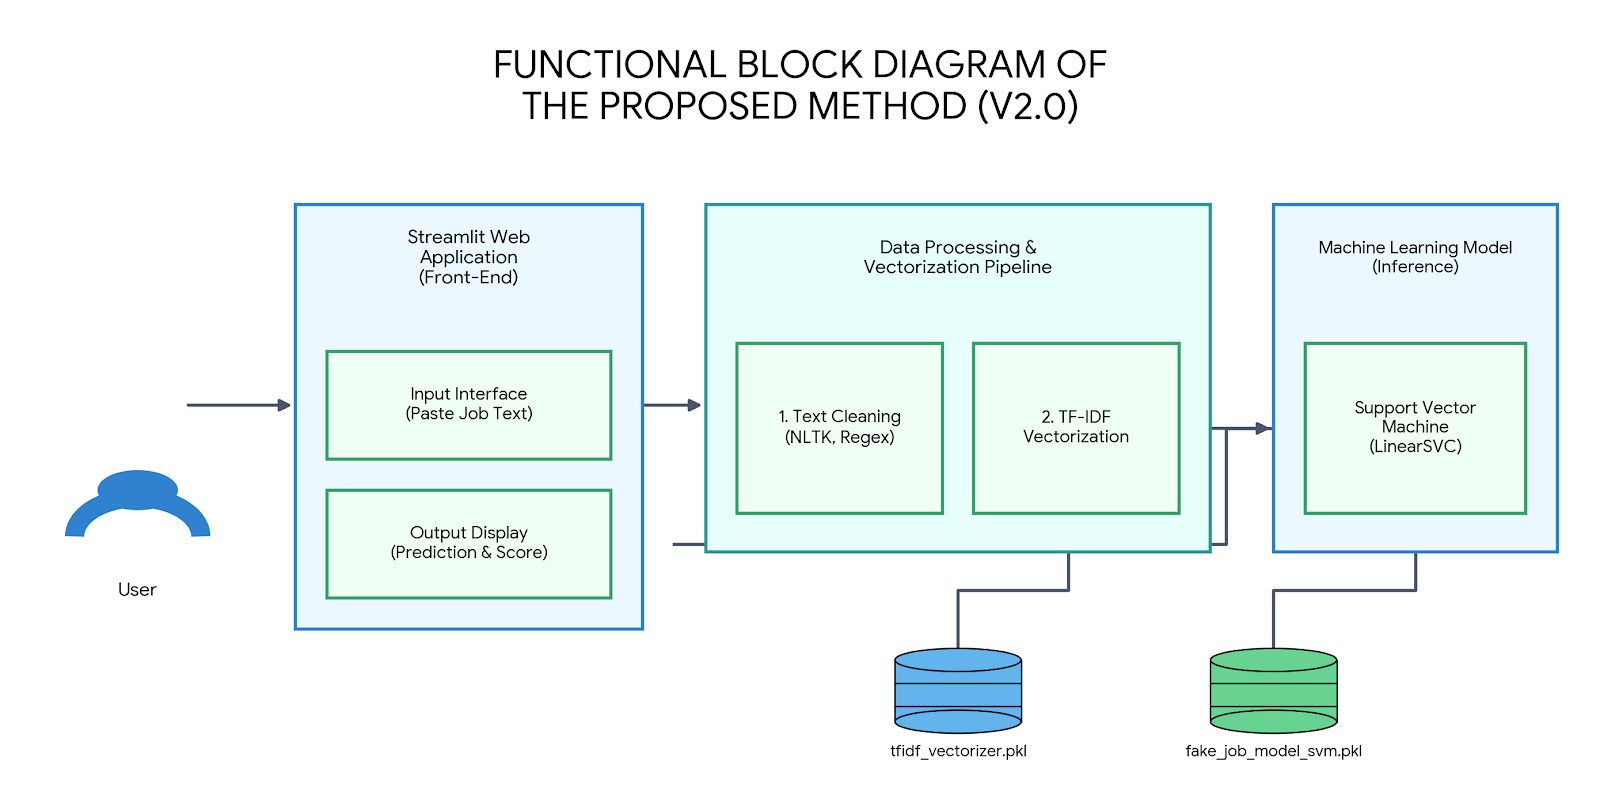 FUNCTIONAL BLOCK DIAGRAM OF
THE PROPOSED METHOD (V2.0)
Streamlit Web
Application
(Front-End)
Input Interface
(Paste Job Text)
Output Display
(Prediction & Score)
User
Data Processing &
Vectorization Pipeline
1. Text Cleaning
(NLTK, Regex)
2. TF-IDF
Vectorization
Machine Learning Model
(Inference)
Support Vector
Machine
(LinearSVC)
tfidf_vectorizer.pkl
fake_job_model_svm.pkl